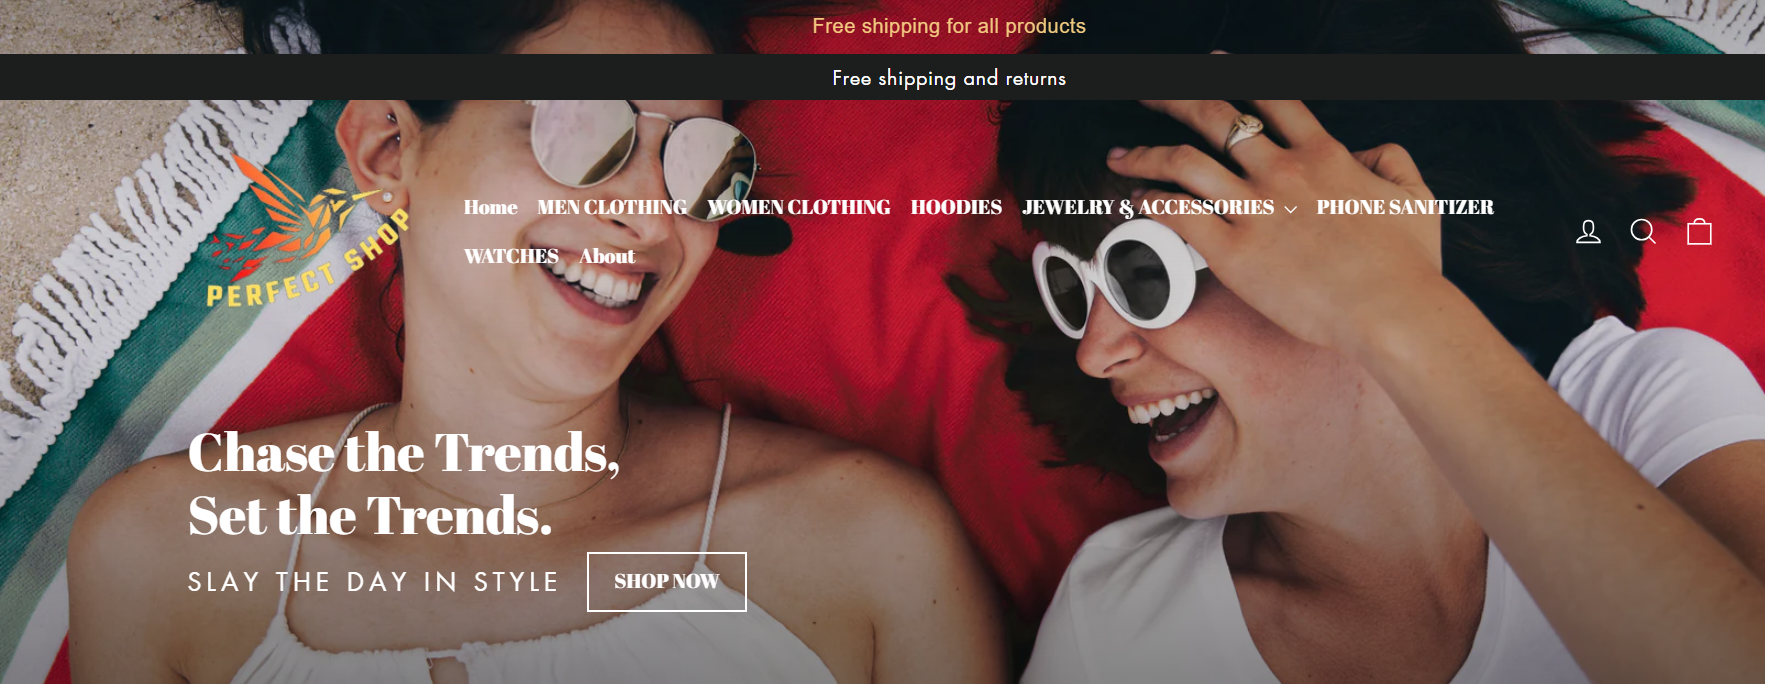 Free shipping for all products
Free shipping and returns
PERFECT SHOP
Home MEN CLOTHING WOMEN CLOTHING HOODIES JEWELRY & ACCESSORIES PHONE SANITIZER
WATCHES About
Chase the Trends,
Set the Trends.
SLAY THE DAY IN STYLE
SHOP NOW